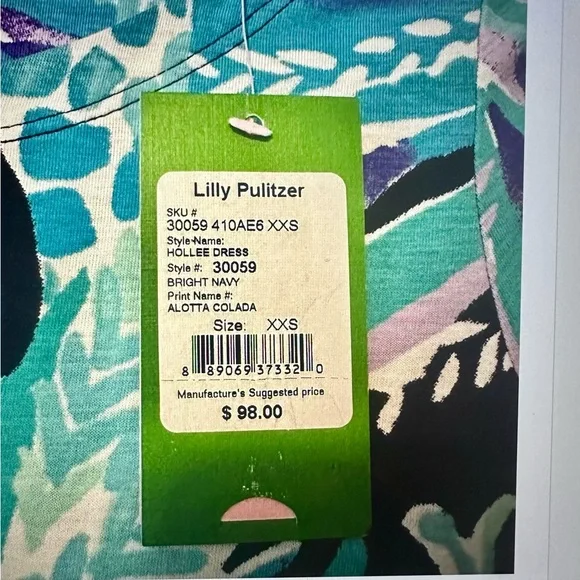 Lilly Pulitzer
SKU #
30059 410AE6 XXS
Style Name:
HOLLEE DRESS
Style #: 30059
BRIGHT NAVY
Print Name #:
ALOTTA COLADA
Size: XXS
8 89069 37332 0
Manufacture's Suggested price
$ 98.00